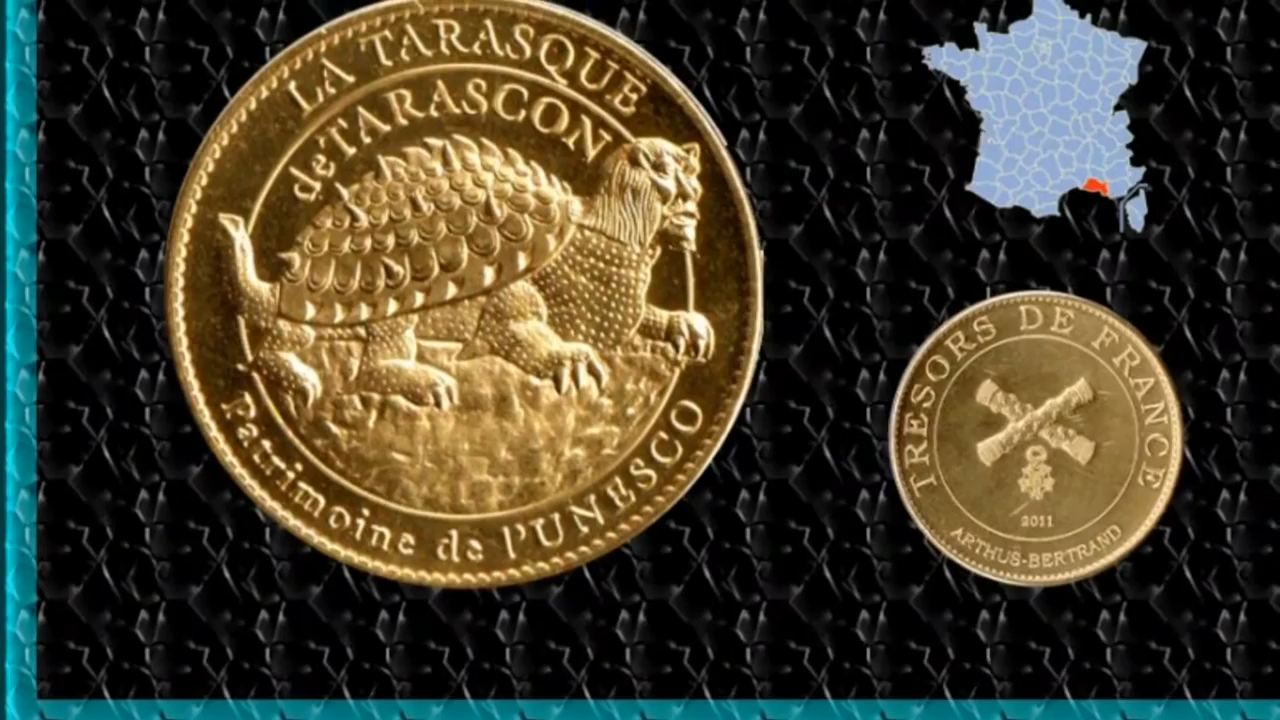 LA TARASQUE
de TARASCON
Patrimoine de l'UNESCO
TRESORS DE FRANCE
2011
ARTHUS-BERTRAND